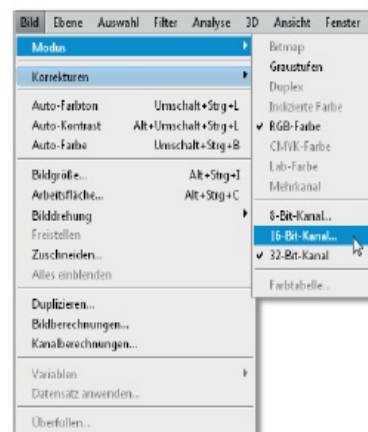 Bild Ebene Auswahl Filter Analyse 3D Ansicht Fenster
Modus
Korrekturen
Auto-Farbton Umschalt+Strg+L
Auto-Kontrast Alt+Umschalt+Strg+L
Auto-Farbe Umschalt+Strg+B
Bildgröße... Alt+Strg+I
Arbeitsfläche... Alt+Strg+C
Bilddrehung
Freistellen
Zuschneiden...
Alles einblenden
Duplizieren...
Bildberechnungen...
Kanalberechnungen...
Variablen
Datensatz anwenden...
Überfüllen...
Bitmap
Graustufen
Duplex
Indizierte Farbe
✓ RGB-Farbe
CMYK-Farbe
Lab-Farbe
Mehrkanal
8-Bit-Kanal...
16-Bit-Kanal...
✓ 32-Bit-Kanal
Farbtabelle...